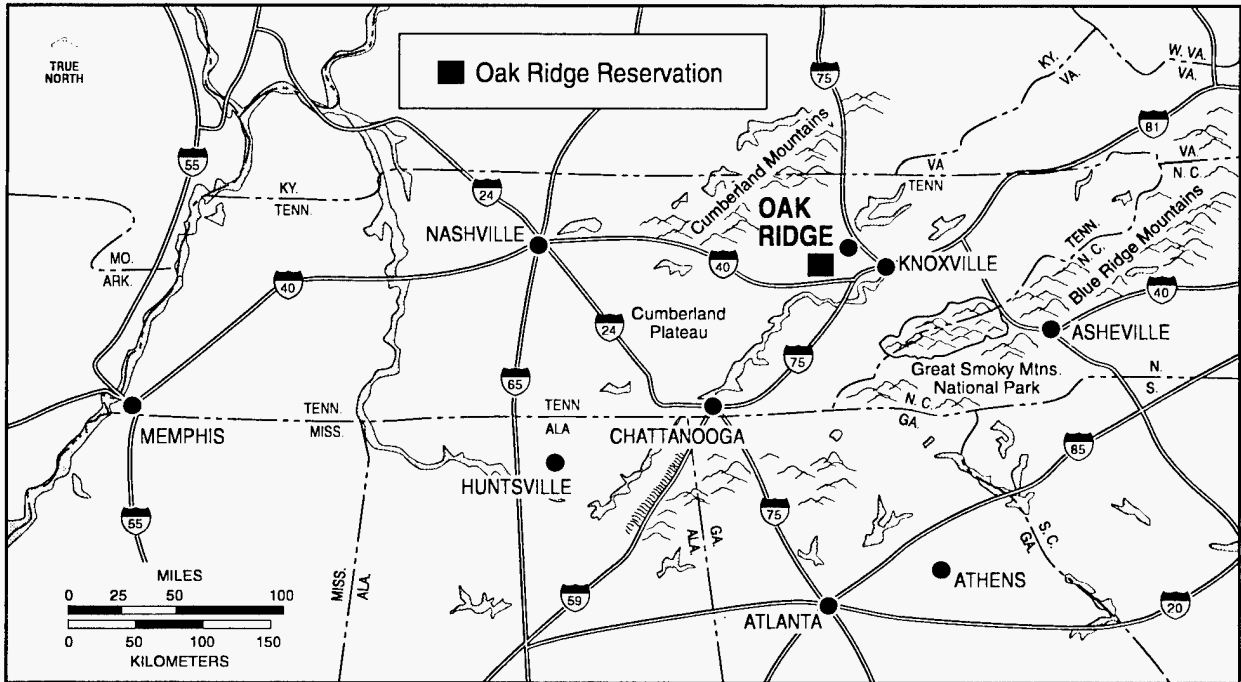 TRUE
NORTH
Oak Ridge Reservation
KY.
VA.
W. VA.
VA.
75
81
55
Cumberland Mountains
VA
TENN
VA.
N. C.
KY.
TENN.
24
OAK
RIDGE
NASHVILLE
KNOXVILLE
TENN.
N. C.
Blue Ridge Mountains
MO.
ARK.
40
40
40
Cumberland
Plateau
24
75
ASHEVILLE
65
Great Smoky Mtns.
National Park
N.
S.
TENN.
MISS.
TENN
ALA
N. C.
GA.
MEMPHIS
CHATTANOOGA
85
HUNTSVILLE
55
75
GA.
ALA.
S. C.
GA.
MISS.
ALA.
ATHENS
59
ATLANTA
20
MILES
0 25 50 100
0 50 100 150
KILOMETERS